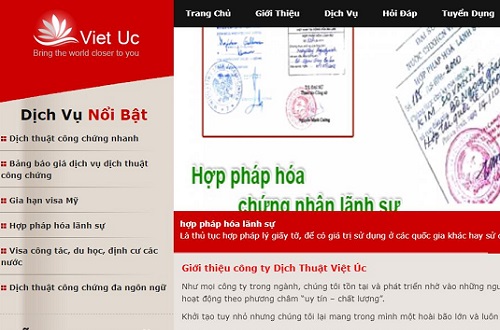 Viet Uc
Bring the world closer to you
Trang Chủ
Giới Thiệu
Dịch Vụ
Hỏi Đáp
Tuyển Dụng
Dịch Vụ Nổi Bật
Dịch thuật công chứng nhanh
Bảng báo giá dịch vụ dịch thuật
công chứng
Gia hạn visa Mỹ
Hợp pháp hóa lãnh sự
Visa công tác, du học, định cư các
nước
Dịch thuật công chứng đa ngôn ngữ
Hợp pháp hóa
chứng nhận lãnh sự
hợp pháp hóa lãnh sự
Là thủ tục hợp pháp lý giấy tờ, để có giá trị sử dụng ở các quốc gia khác hay sử
Giới thiệu công ty Dịch Thuật Việt Úc
Như mọi công ty trong ngành, chúng tôi tồn tại và phát triển nhờ vào những
hoạt động theo phương châm "uy tín – chất lượng".
Khởi tạo tuy nhỏ nhưng chúng tôi lại mang trong mình một hoài bão lớn và luôn